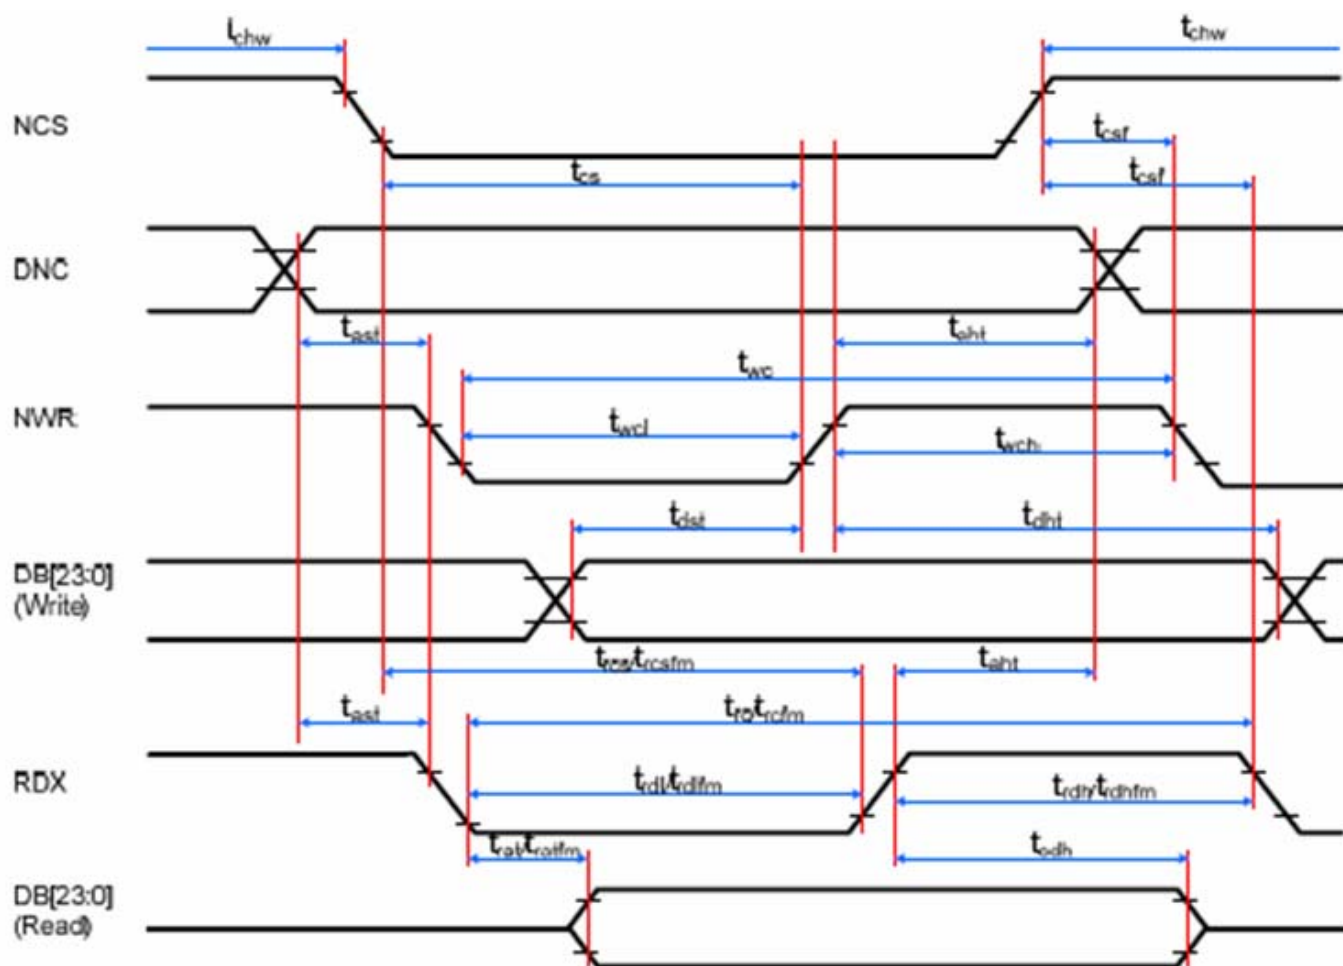 tchw tchw
NCS
tcsf
tcs tcsf
DNC
tast taht
twc
NWR
twcl twch
tdst tdht
DB[23:0]
(Write)
trcs/trcsfm taht
tast trc/trcfm
RDX
trdl/trdlfm trdh/trdhfm
trat/tratfm todh
DB[23:0]
(Read)